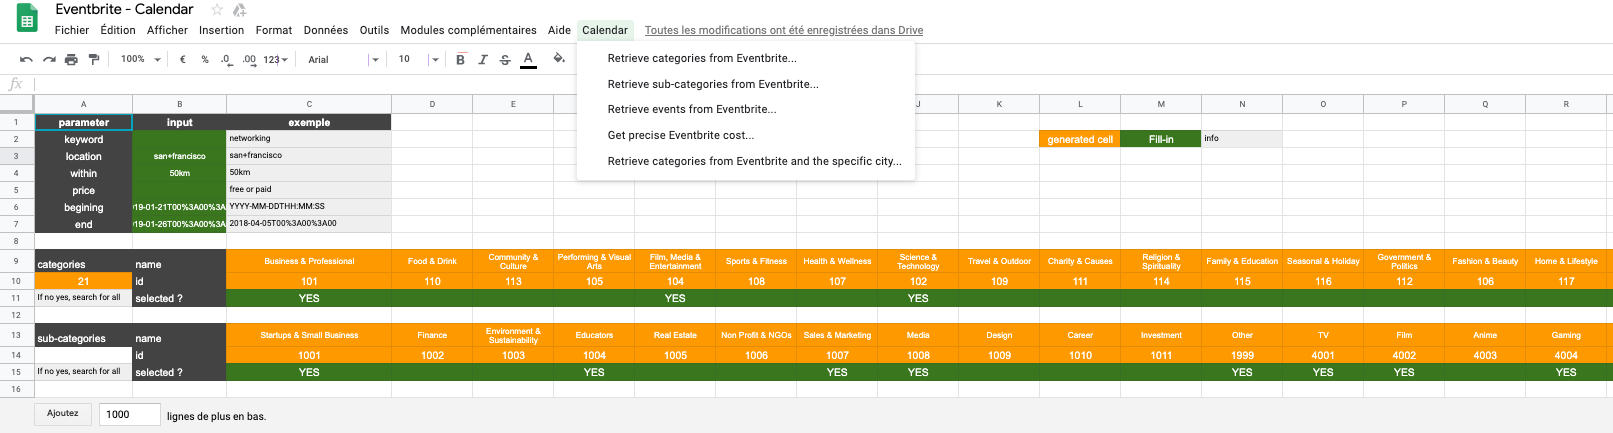 Eventbrite - Calendar
Fichier Édition Afficher Insertion Format Données Outils Modules complémentaires Aide Calendar Toutes les modifications ont été enregistrées dans Drive
100% € % .0 .00 123 Arial 10 B I S A
Retrieve categories from Eventbrite...
Retrieve sub-categories from Eventbrite...
Retrieve events from Eventbrite...
Get precise Eventbrite cost...
Retrieve categories from Eventbrite and the specific city...
fx
A B C D E J K L M N O P Q R
1 parameter input exemple
2 keyword networking generated cell Fill-in info
3 location san+francisco san+francisco
4 within 50km 50km
5 price free or paid
6 begining 19-01-21T00%3A00%3A YYYY-MM-DDTHH:MM:SS
7 end 19-01-26T00%3A00%3A 2018-04-05T00%3A00%3A00
8
9 categories name Business & Professional Food & Drink Community & Culture Performing & Visual Arts Film, Media & Entertainment Sports & Fitness Health & Wellness Science & Technology Travel & Outdoor Charity & Causes Religion & Spirituality Family & Education Seasonal & Holiday Government & Politics Fashion & Beauty Home & Lifestyle
10 21 id 101 110 113 105 104 108 107 102 109 111 114 115 116 112 106 117
11 If no yes, search for all selected ? YES YES YES
12
13 sub-categories name Startups & Small Business Finance Environment & Sustainability Educators Real Estate Non Profit & NGOs Sales & Marketing Media Design Career Investment Other TV Film Anime Gaming
14 id 1001 1002 1003 1004 1005 1006 1007 1008 1009 1010 1011 1999 4001 4002 4003 4004
15 If no yes, search for all selected ? YES YES YES YES YES YES YES YES
16
Ajoutez 1000 lignes de plus en bas.